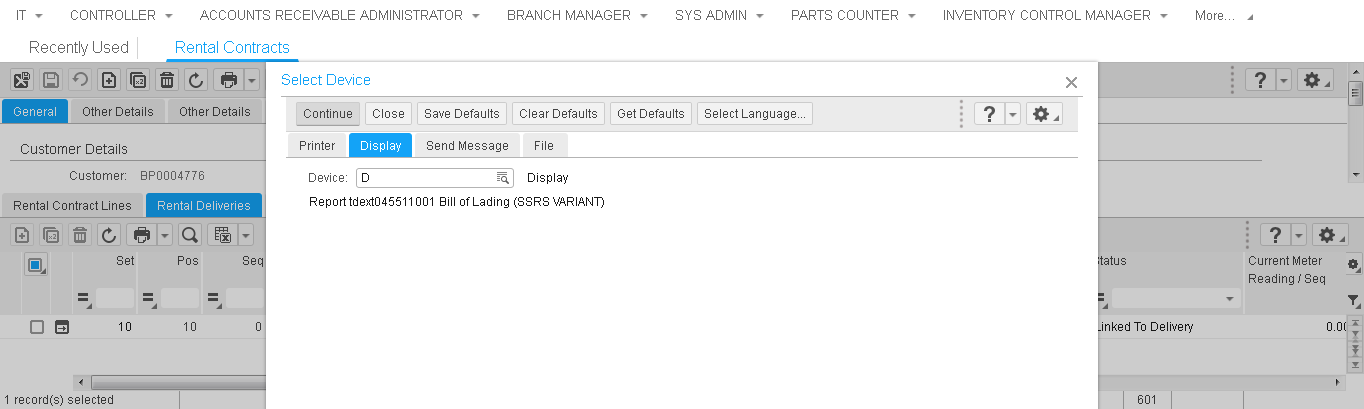 IT CONTROLLER ACCOUNTS RECEIVABLE ADMINISTRATOR BRANCH MANAGER SYS ADMIN PARTS COUNTER INVENTORY CONTROL MANAGER More...
Recently Used Rental Contracts
Select Device
General Other Details Other Details
Continue Close Save Defaults Clear Defaults Get Defaults Select Language...
Printer Display Send Message File
Customer Details
Customer: BP0004776
Device: D Display
Report tdext045511001 Bill of Lading (SSRS VARIANT)
Rental Contract Lines Rental Deliveries
Set Pos Seq Status Current Meter
Reading / Seq
10 10 0 Linked To Delivery 0.00
1 record(s) selected 601